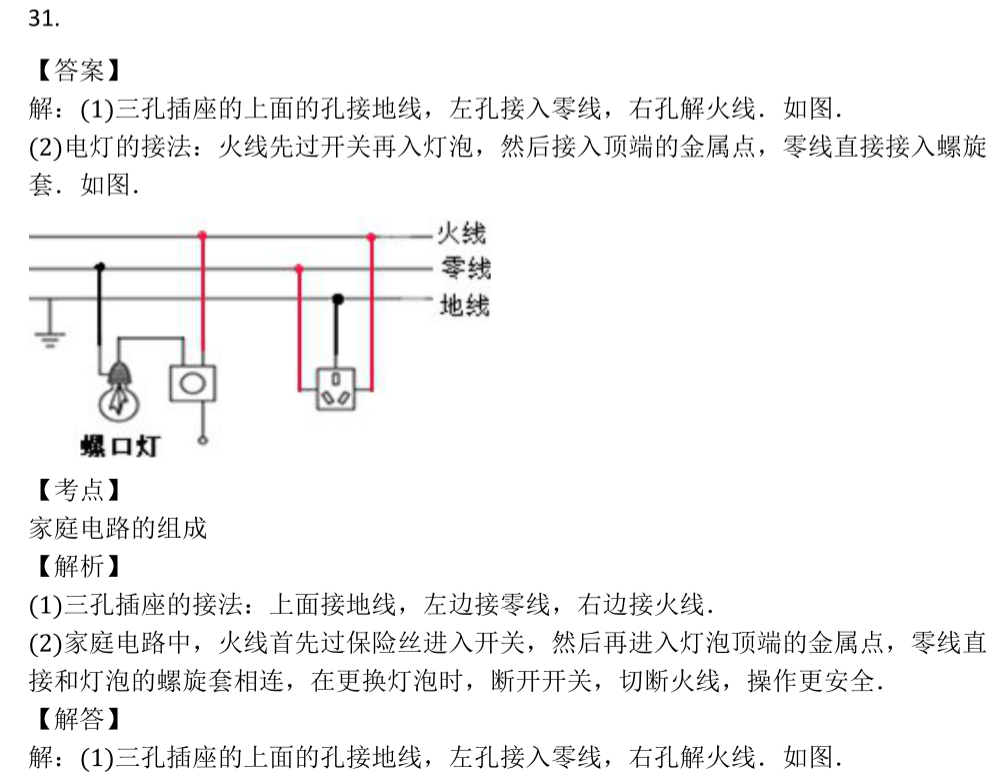 31.
【答案】
解：(1)三孔插座的上面的孔接地线，左孔接入零线，右孔解火线．如图．
(2)电灯的接法：火线先过开关再入灯泡，然后接入顶端的金属点，零线直接接入螺旋
套．如图．
火线
零线
地线
螺口灯
【考点】
家庭电路的组成
【解析】
(1)三孔插座的接法：上面接地线，左边接零线，右边接火线．
(2)家庭电路中，火线首先过保险丝进入开关，然后再进入灯泡顶端的金属点，零线直
接和灯泡的螺旋套相连，在更换灯泡时，断开开关，切断火线，操作更安全．
【解答】
解：(1)三孔插座的上面的孔接地线，左孔接入零线，右孔解火线．如图．